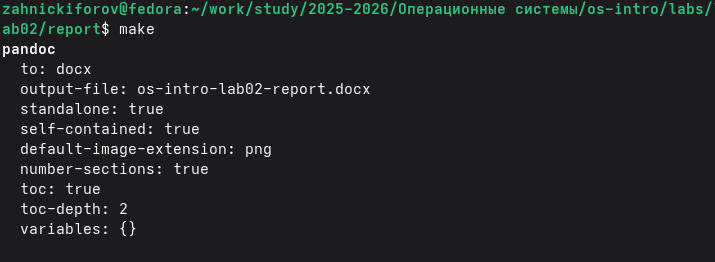 zahnickiforov@fedora:~/work/study/2025-2026/Операционные системы/os-intro/labs/
ab02/report$ make
pandoc
  to: docx
  output-file: os-intro-lab02-report.docx
  standalone: true
  self-contained: true
  default-image-extension: png
  number-sections: true
  toc: true
  toc-depth: 2
  variables: {}